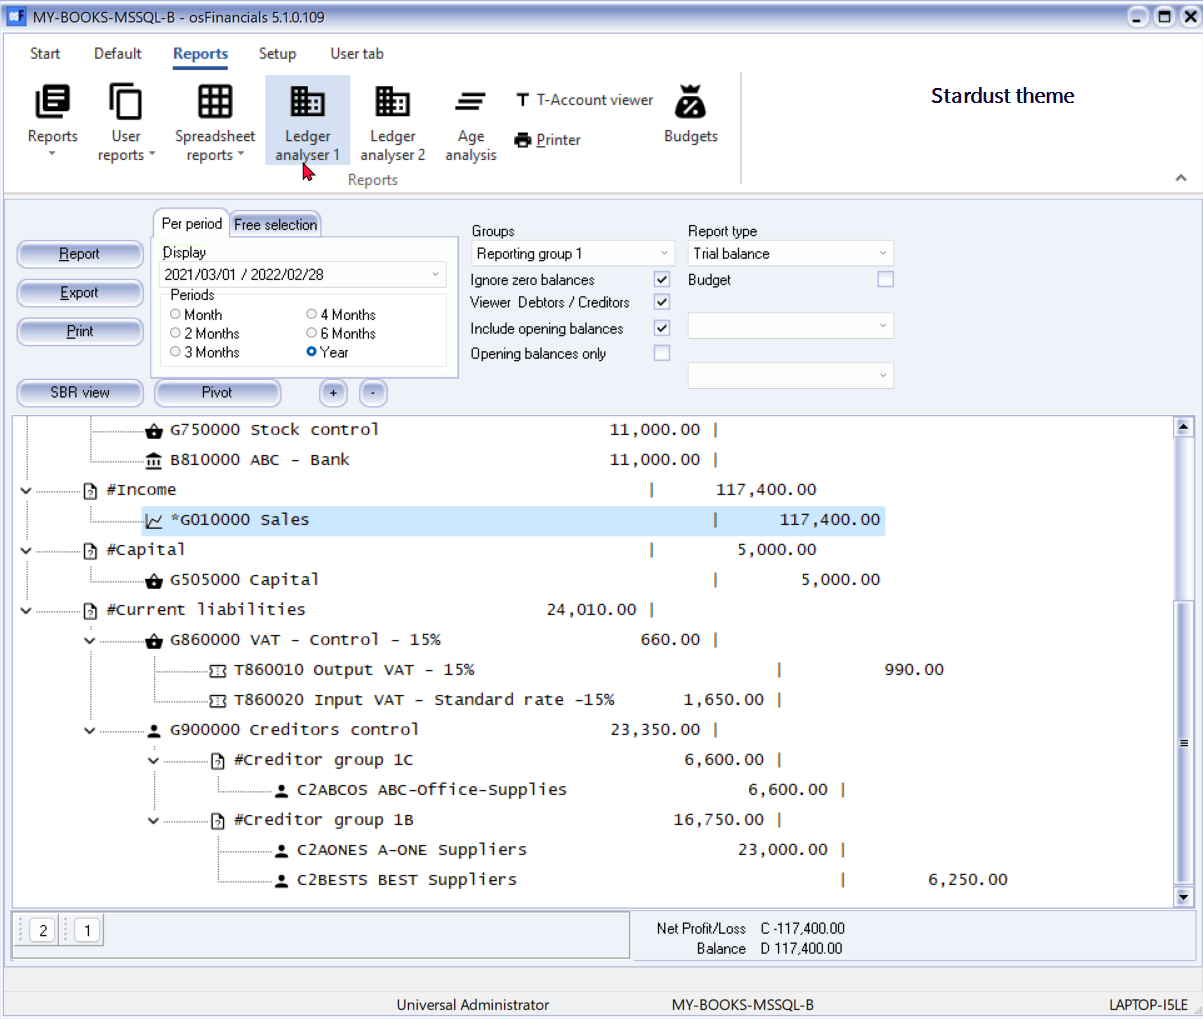 MY-BOOKS-MSSQL-B - osFinancials 5.1.0.109
Start Default Reports Setup User tab
Stardust theme
Reports
User reports
Spreadsheet reports
Ledger analyser 1
Ledger analyser 2
Age analysis
T-Account viewer
Printer
Budgets
Reports
Per period Free selection
Report
Export
Print
Display
2021/03/01 / 2022/02/28
Periods
Month 4 Months
2 Months 6 Months
3 Months Year
Groups
Reporting group 1
Ignore zero balances
Viewer Debtors / Creditors
Include opening balances
Opening balances only
Report type
Trial balance
Budget
SBR view Pivot + -
G750000 Stock control 11,000.00 |
B810000 ABC - Bank 11,000.00 |
#Income | 117,400.00
*G010000 Sales | 117,400.00
#Capital | 5,000.00
G505000 Capital | 5,000.00
#Current liabilities 24,010.00 |
G860000 VAT - Control - 15% 660.00 |
T860010 Output VAT - 15% | 990.00
T860020 Input VAT - Standard rate -15% 1,650.00 |
G900000 Creditors control 23,350.00 |
#Creditor group 1C 6,600.00 |
C2ABCOS ABC-Office-Supplies 6,600.00 |
#Creditor group 1B 16,750.00 |
C2AONES A-ONE Suppliers 23,000.00 |
C2BESTS BEST Suppliers | 6,250.00
2 1
Net Profit/Loss C -117,400.00
Balance D 117,400.00
Universal Administrator MY-BOOKS-MSSQL-B LAPTOP-I5LE